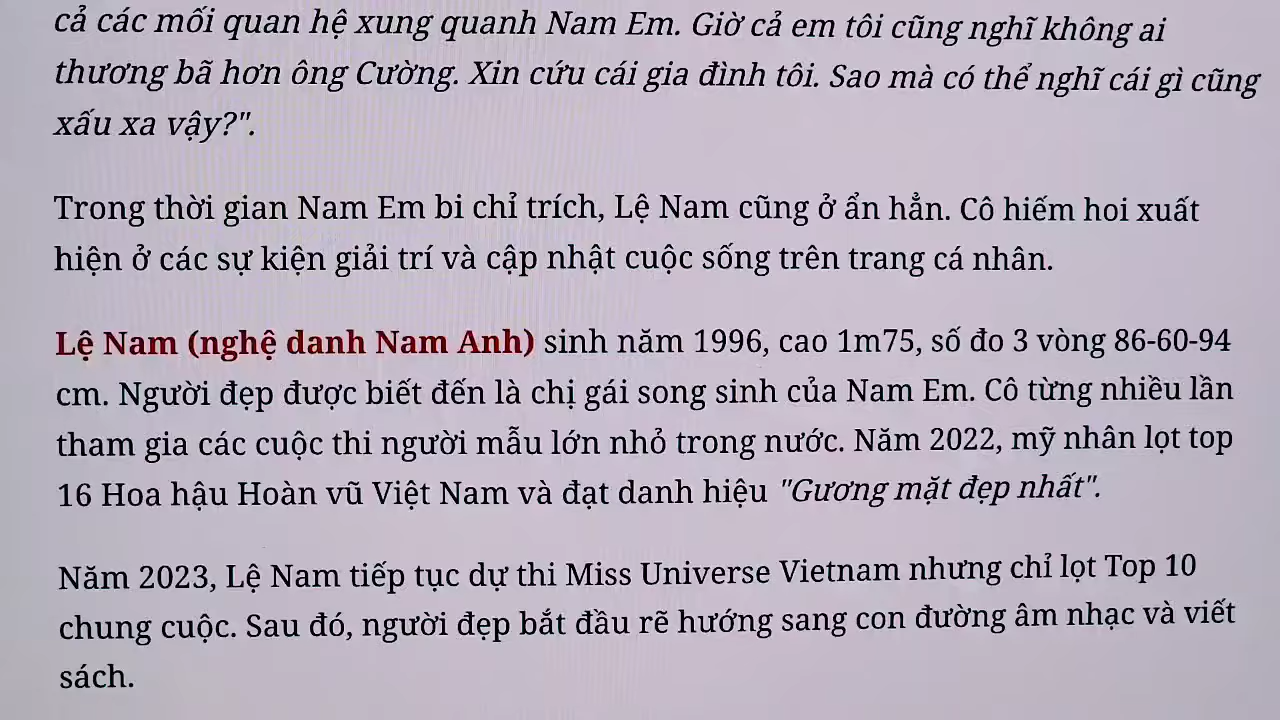 cả các mối quan hệ xung quanh Nam Em. Giờ cả em tôi cũng nghĩ không ai
thương bã hơn ông Cường. Xin cứu cái gia đình tôi. Sao mà có thể nghĩ cái gì cũng
xấu xa vậy?".
Trong thời gian Nam Em bi chỉ trích, Lệ Nam cũng ở ẩn hẳn. Cô hiếm hoi xuất
hiện ở các sự kiện giải trí và cập nhật cuộc sống trên trang cá nhân.
Lệ Nam (nghệ danh Nam Anh) sinh năm 1996, cao 1m75, số đo 3 vòng 86-60-94
cm. Người đẹp được biết đến là chị gái song sinh của Nam Em. Cô từng nhiều lần
tham gia các cuộc thi người mẫu lớn nhỏ trong nước. Năm 2022, mỹ nhân lọt top
16 Hoa hậu Hoàn vũ Việt Nam và đạt danh hiệu "Gương mặt đẹp nhất".
Năm 2023, Lệ Nam tiếp tục dự thi Miss Universe Vietnam nhưng chỉ lọt Top 10
chung cuộc. Sau đó, người đẹp bắt đầu rẽ hướng sang con đường âm nhạc và viết
sách.